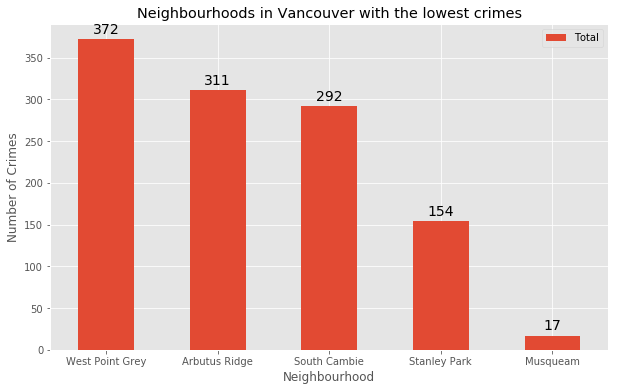 Neighbourhoods in Vancouver with the lowest crimes
Total
372
311
292
154
17
350
300
250
200
150
100
50
0
Number of Crimes
West Point Grey
Arbutus Ridge
South Cambie
Stanley Park
Musqueam
Neighbourhood